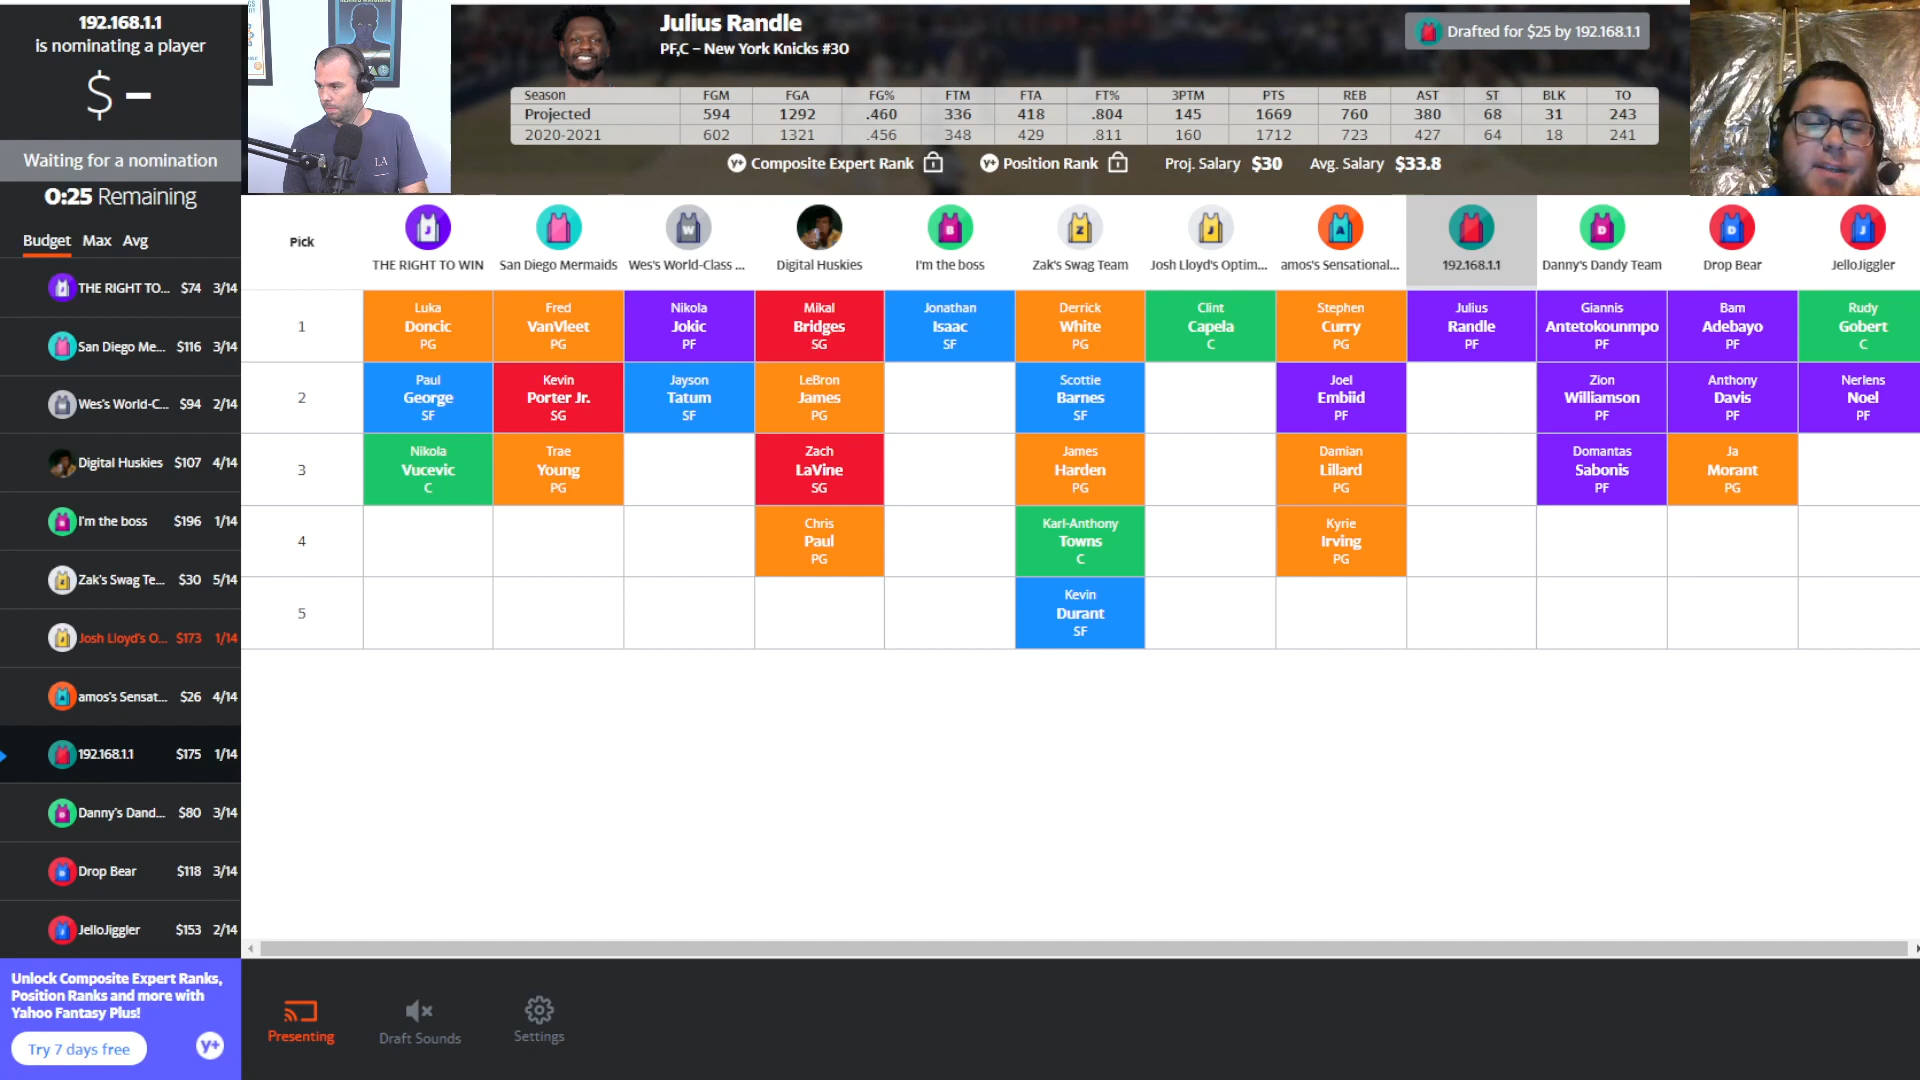 192.168.1.1
is nominating a player
$ –
Waiting for a nomination
0:25 Remaining
Budget Max Avg
THE RIGHT TO... $74 3/14
San Diego Me... $116 3/14
Wes's World-C... $94 2/14
Digital Huskies $107 4/14
I'm the boss $196 1/14
Zak's Swag Te... $30 5/14
Josh Lloyd's O... $173 1/14
amos's Sensat... $26 4/14
192.168.1.1 $175 1/14
Danny's Dand... $80 3/14
Drop Bear $118 3/14
JelloJiggler $153 2/14
Unlock Composite Expert Ranks,
Position Ranks and more with
Yahoo Fantasy Plus!
Try 7 days free y+
LA
Julius Randle
PF,C – New York Knicks #30
Drafted for $25 by 192.168.1.1
Season FGM FGA FG% FTM FTA FT% 3PTM PTS REB AST ST BLK TO
Projected 594 1292 .460 336 418 .804 145 1669 760 380 68 31 243
2020-2021 602 1321 .456 348 429 .811 160 1712 723 427 64 18 241
y+ Composite Expert Rank y+ Position Rank Proj. Salary $30 Avg. Salary $33.8
J W B Z J A D D J
Pick THE RIGHT TO WIN San Diego Mermaids Wes's World-Class ... Digital Huskies I'm the boss Zak's Swag Team Josh Lloyd's Optim... amos's Sensational... 192.168.1.1 Danny's Dandy Team Drop Bear JelloJiggler
Luka Fred Nikola Mikal Jonathan Derrick Clint Stephen Julius Giannis Bam Rudy
1 Doncic VanVleet Jokic Bridges Isaac White Capela Curry Randle Antetokounmpo Adebayo Gobert
PG PG PF SG SF PG C PG PF PF PF C
Paul Kevin Jayson LeBron Scottie Joel Zion Anthony Nerlens
2 George Porter Jr. Tatum James Barnes Embiid Williamson Davis Noel
SF SG SF PG SF PF PF PF PF
Nikola Trae Zach James Damian Domantas Ja
3 Vucevic Young LaVine Harden Lillard Sabonis Morant
C PG SG PG PG PF PG
Chris Karl-Anthony Kyrie
4 Paul Towns Irving
PG C PG
Kevin
5 Durant
SF
Presenting Draft Sounds Settings